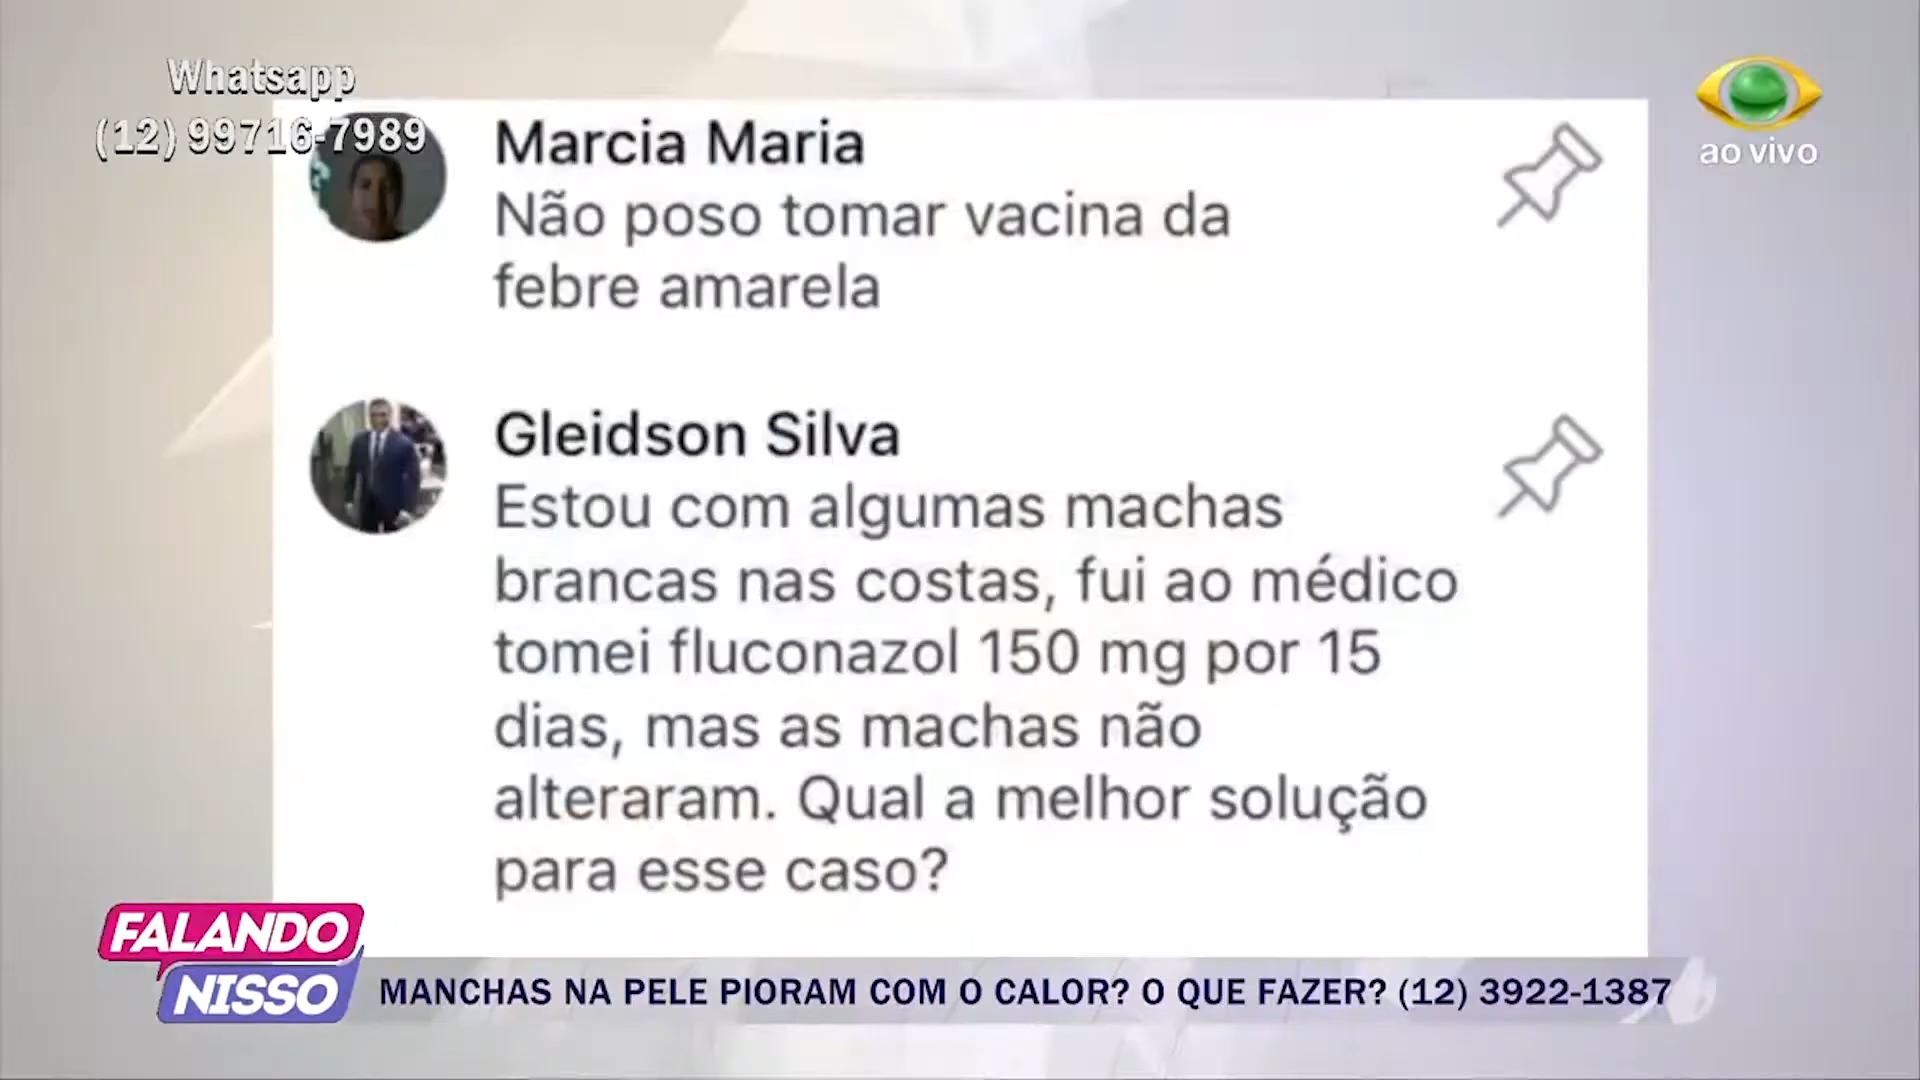 Whatsapp
(12) 99716-7989
ao vivo
Marcia Maria
Não poso tomar vacina da
febre amarela
Gleidson Silva
Estou com algumas machas
brancas nas costas, fui ao médico
tomei fluconazol 150 mg por 15
dias, mas as machas não
alteraram. Qual a melhor solução
para esse caso?
FALANDO
NISSO
MANCHAS NA PELE PIORAM COM O CALOR? O QUE FAZER? (12) 3922-1387